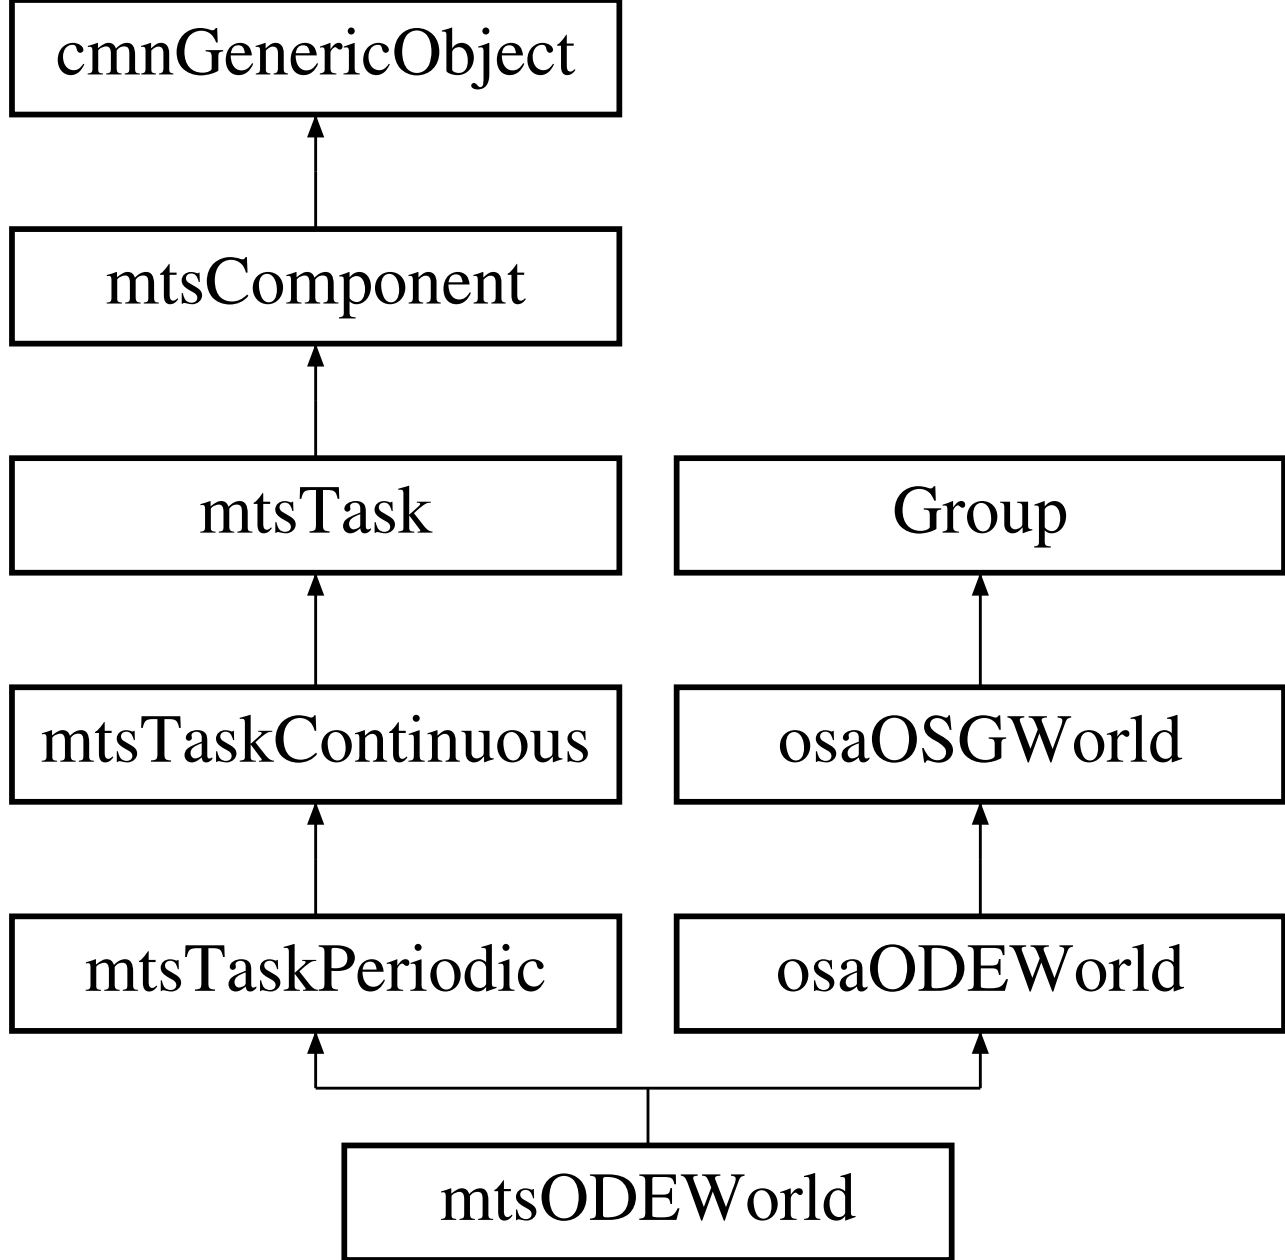 cmnGenericObject
mtsComponent
mtsTask
Group
mtsTaskContinuous
osaOSGWorld
mtsTaskPeriodic
osaODEWorld
mtsODEWorld